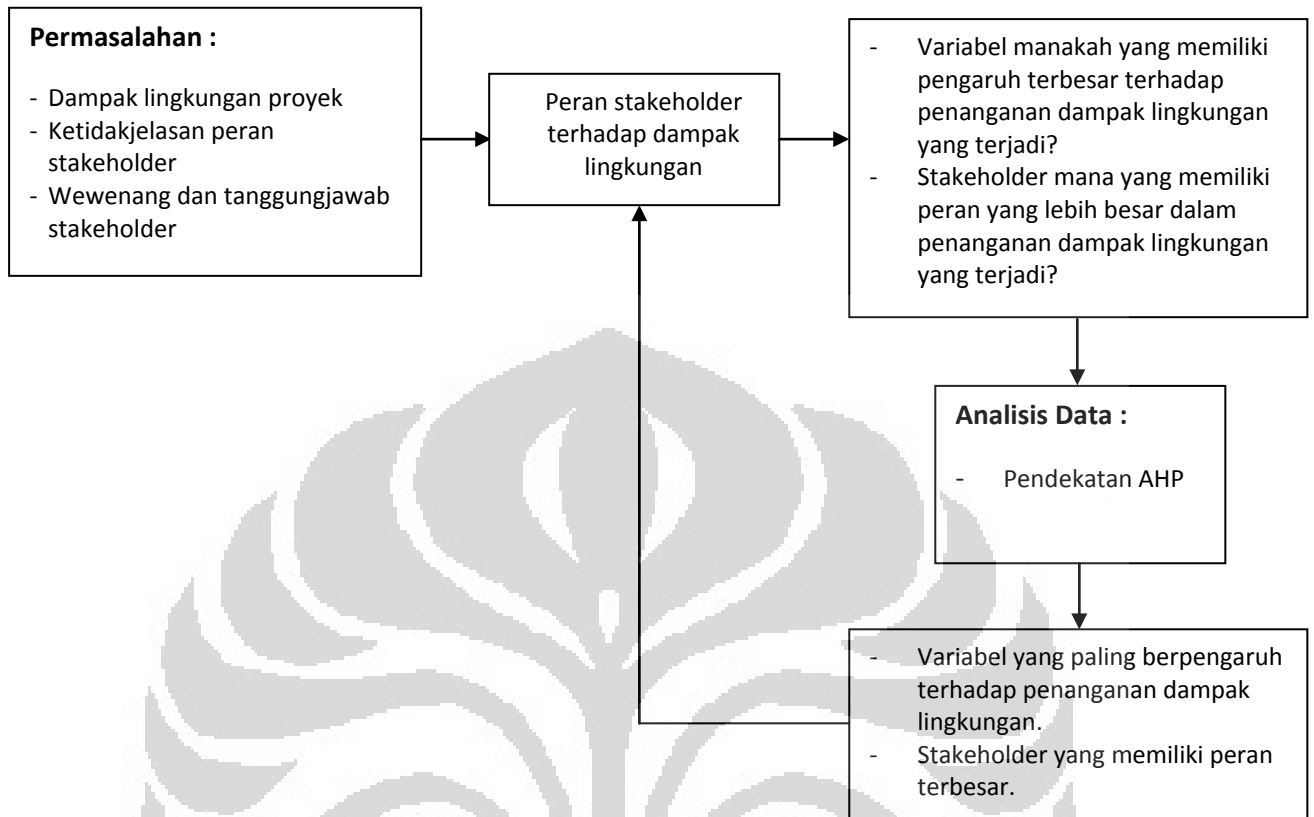 Permasalahan :
- Dampak lingkungan proyek
- Ketidakjelasan peran
stakeholder
- Wewenang dan tanggungjawab
stakeholder
Peran stakeholder
terhadap dampak
lingkungan
- Variabel manakah yang memiliki
pengaruh terbesar terhadap
penanganan dampak lingkungan
yang terjadi?
- Stakeholder mana yang memiliki
peran yang lebih besar dalam
penanganan dampak lingkungan
yang terjadi?
Analisis Data :
- Pendekatan AHP
- Variabel yang paling berpengaruh
terhadap penanganan dampak
lingkungan.
- Stakeholder yang memiliki peran
terbesar.